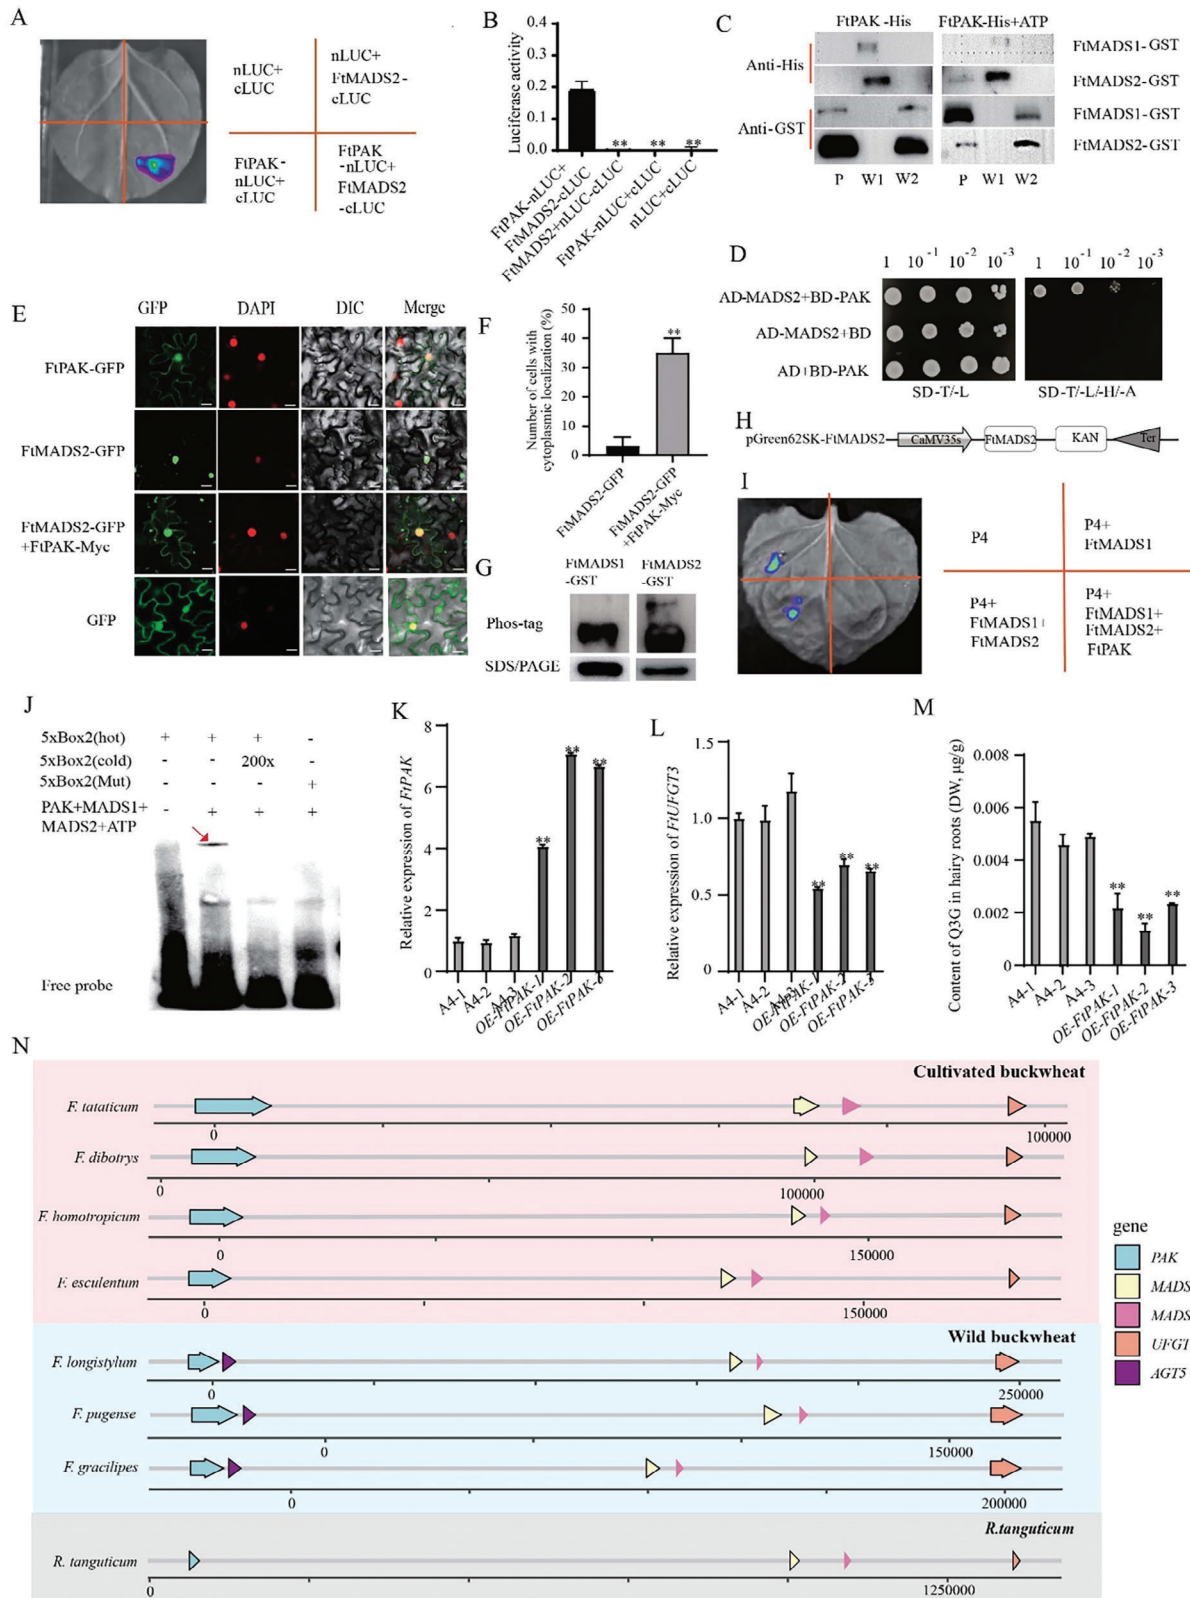 A
nLUC+
cLUC
nLUC+
FtMADS2-
cLUC
FtPAK-
nLUC+
cLUC
FtPAK
-nLUC+
FtMADS2
-cLUC
B
Luciferase activity
0.4
0.3
0.2
0.1
0.0
** ** **
FtPAK-nLUC+
FtMADS2-cLUC
FtMADS2+nLUC-cLUC
FtPAK-nLUC+cLUC
nLUC+cLUC
C
FtPAK-His FtPAK-His+ATP
Anti-His
Anti-GST
FtMADS1-GST
FtMADS2-GST
FtMADS1-GST
FtMADS2-GST
P W1 W2 P W1 W2
D
1 10-1 10-2 10-3 1 10-1 10-2 10-3
AD-MADS2+BD-PAK
AD-MADS2+BD
AD+BD-PAK
SD-T/-L SD-T/-L/-H/-A
E
GFP DAPI DIC Merge
FtPAK-GFP
FtMADS2-GFP
FtMADS2-GFP
+FtPAK-Myc
GFP
F
Number of cells with
cytoplasmic localization (%)
50
40
30
20
10
0
**
FtMADS2-GFP
FtMADS2-GFP
+FtPAK-Myc
G
FtMADS1
-GST
FtMADS2
-GST
Phos-tag
SDS/PAGE
H
pGreen62SK-FtMADS2 CaMV35s FtMADS2 KAN Ter
I
P4
P4+
FtMADS1
P4+
FtMADS1+
FtMADS2
P4+
FtMADS1+
FtMADS2+
FtPAK
J
5xBox2(hot) + + + -
5xBox2(cold) - - 200x -
5xBox2(Mut) - - - +
PAK+MADS1+
MADS2+ATP - + + +
Free probe
K
Relative expression of FtPAK
8
6
4
2
0
** ** **
A4-1
A4-2
A4-3
OE-FtPAK-1
OE-FtPAK-2
OE-FtPAK-3
L
Relative expression of FtUFGT3
1.5
1.0
0.5
0.0
** ** **
A4-1
A4-2
A4-3
OE-FtPAK-1
OE-FtPAK-2
OE-FtPAK-3
M
Content of Q3G in hairy roots (DW, μg/g)
0.008
0.006
0.004
0.002
0.000
** ** **
A4-1
A4-2
A4-3
OE-FtPAK-1
OE-FtPAK-2
OE-FtPAK-3
N
Cultivated buckwheat
F. tataticum
0 100000
F. dibotrys
0 100000
F. homotropicum
0 150000
F. esculentum
0 150000
Wild buckwheat
F. longistylum
0 250000
F. pugense
0 150000
F. gracilipes
0 200000
R.tanguticum
R. tanguticum
0 1250000
gene
PAK
MADS
MADS
UFGT
AGT5